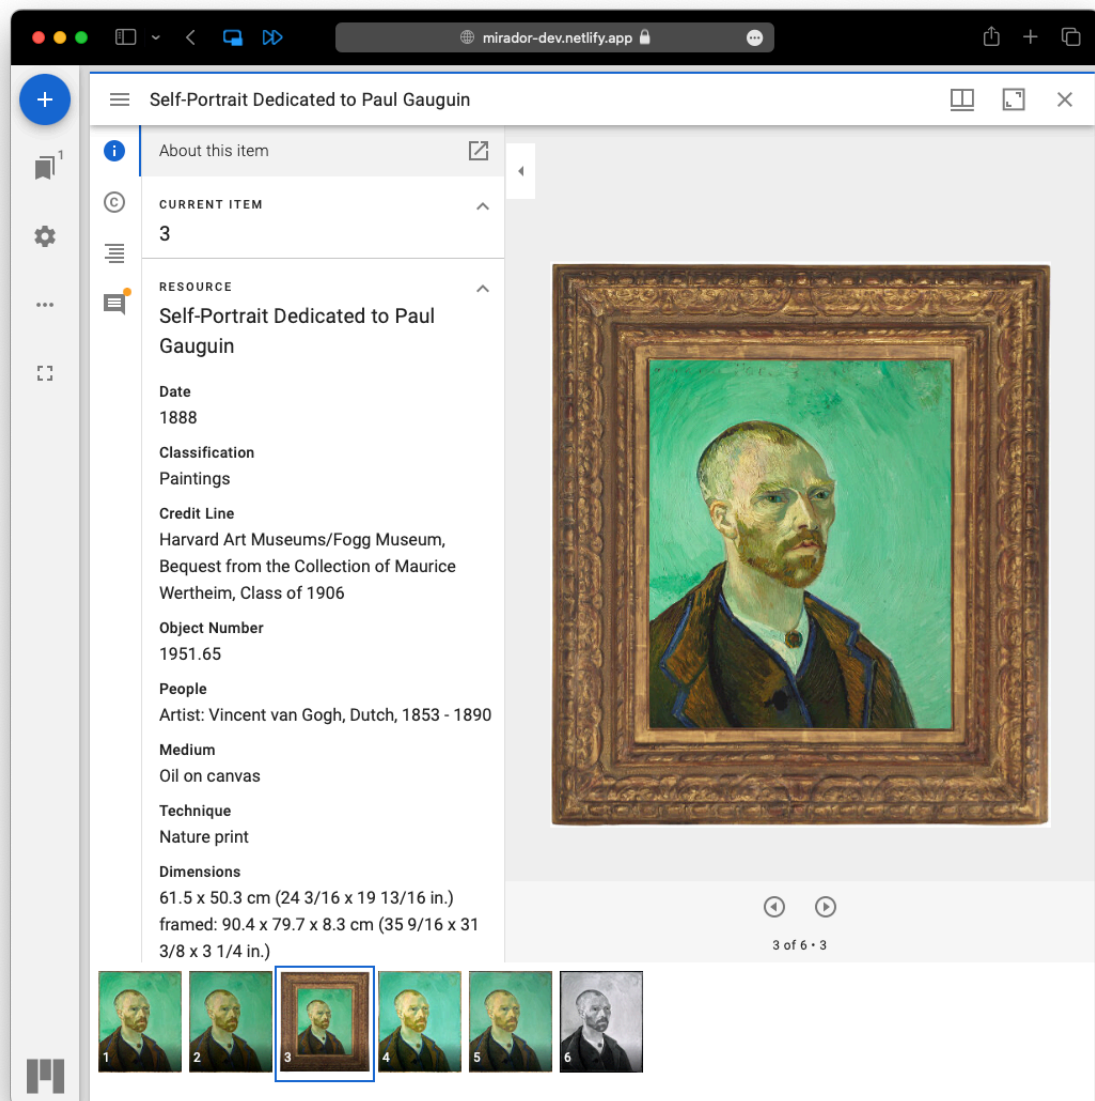 mirador-dev.netlify.app
1
Self-Portrait Dedicated to Paul Gauguin
About this item
CURRENT ITEM
3
RESOURCE
Self-Portrait Dedicated to Paul
Gauguin
Date
1888
Classification
Paintings
Credit Line
Harvard Art Museums/Fogg Museum,
Bequest from the Collection of Maurice
Wertheim, Class of 1906
Object Number
1951.65
People
Artist: Vincent van Gogh, Dutch, 1853 - 1890
Medium
Oil on canvas
Technique
Nature print
Dimensions
61.5 x 50.3 cm (24 3/16 x 19 13/16 in.)
framed: 90.4 x 79.7 x 8.3 cm (35 9/16 x 31
3/8 x 3 1/4 in.)
3 of 6 • 3
1 2 3 4 5 6